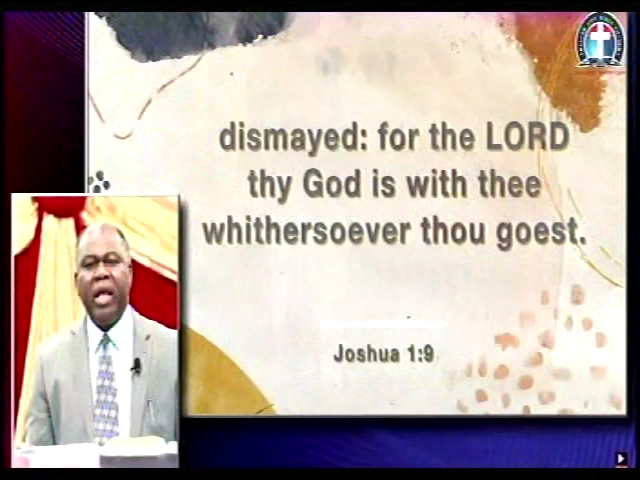 dismayed: for the LORD
thy God is with thee
whithersoever thou goest.
Joshua 1:9